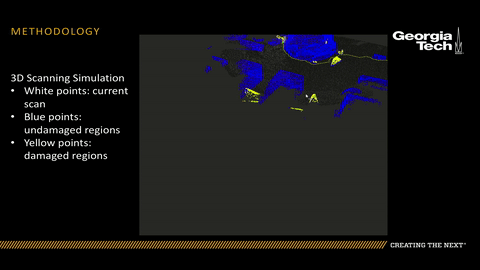 METHODOLOGY
Georgia
Tech
3D Scanning Simulation
• White points: current
scan
• Blue points:
undamaged regions
• Yellow points:
damaged regions
CREATING THE NEXT®